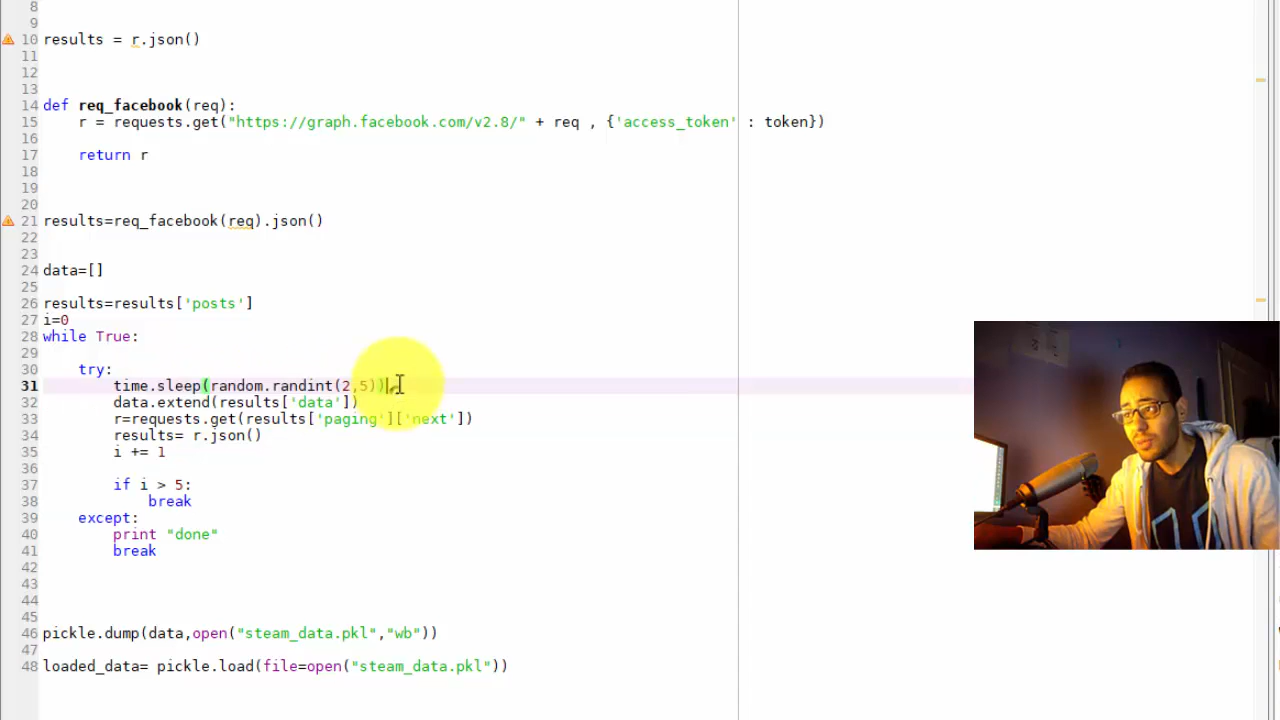 8
9
10 results = r.json()
11
12
13
14 def req_facebook(req):
15 r = requests.get("https://graph.facebook.com/v2.8/" + req , {'access_token' : token})
16
17 return r
18
19
20
21 results=req_facebook(req).json()
22
23
24 data=[]
25
26 results=results['posts']
27 i=0
28 while True:
29
30 try:
31 time.sleep(random.randint(2,5))
32 data.extend(results['data'])
33 r=requests.get(results['paging']['next'])
34 results= r.json()
35 i += 1
36
37 if i > 5:
38 break
39 except:
40 print "done"
41 break
42
43
44
45
46 pickle.dump(data,open("steam_data.pkl","wb"))
47
48 loaded_data= pickle.load(file=open("steam_data.pkl"))